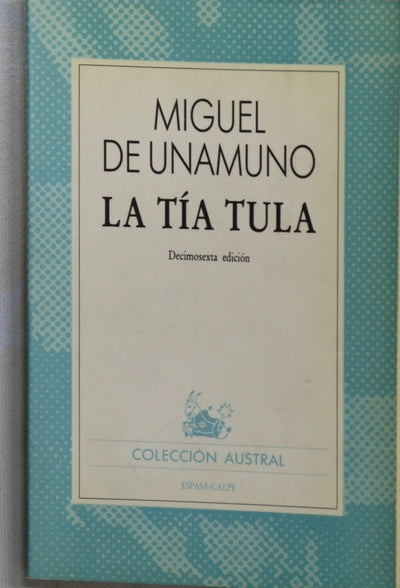 MIGUEL
DE UNAMUNO
LA TÍA TULA
Decimosexta edición
COLECCIÓN AUSTRAL
ESPASA-CALPE